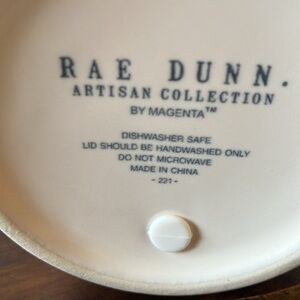 RAE DUNN.
ARTISAN COLLECTION
BY MAGENTA™
DISHWASHER SAFE
LID SHOULD BE HANDWASHED ONLY
DO NOT MICROWAVE
MADE IN CHINA
- 221 -